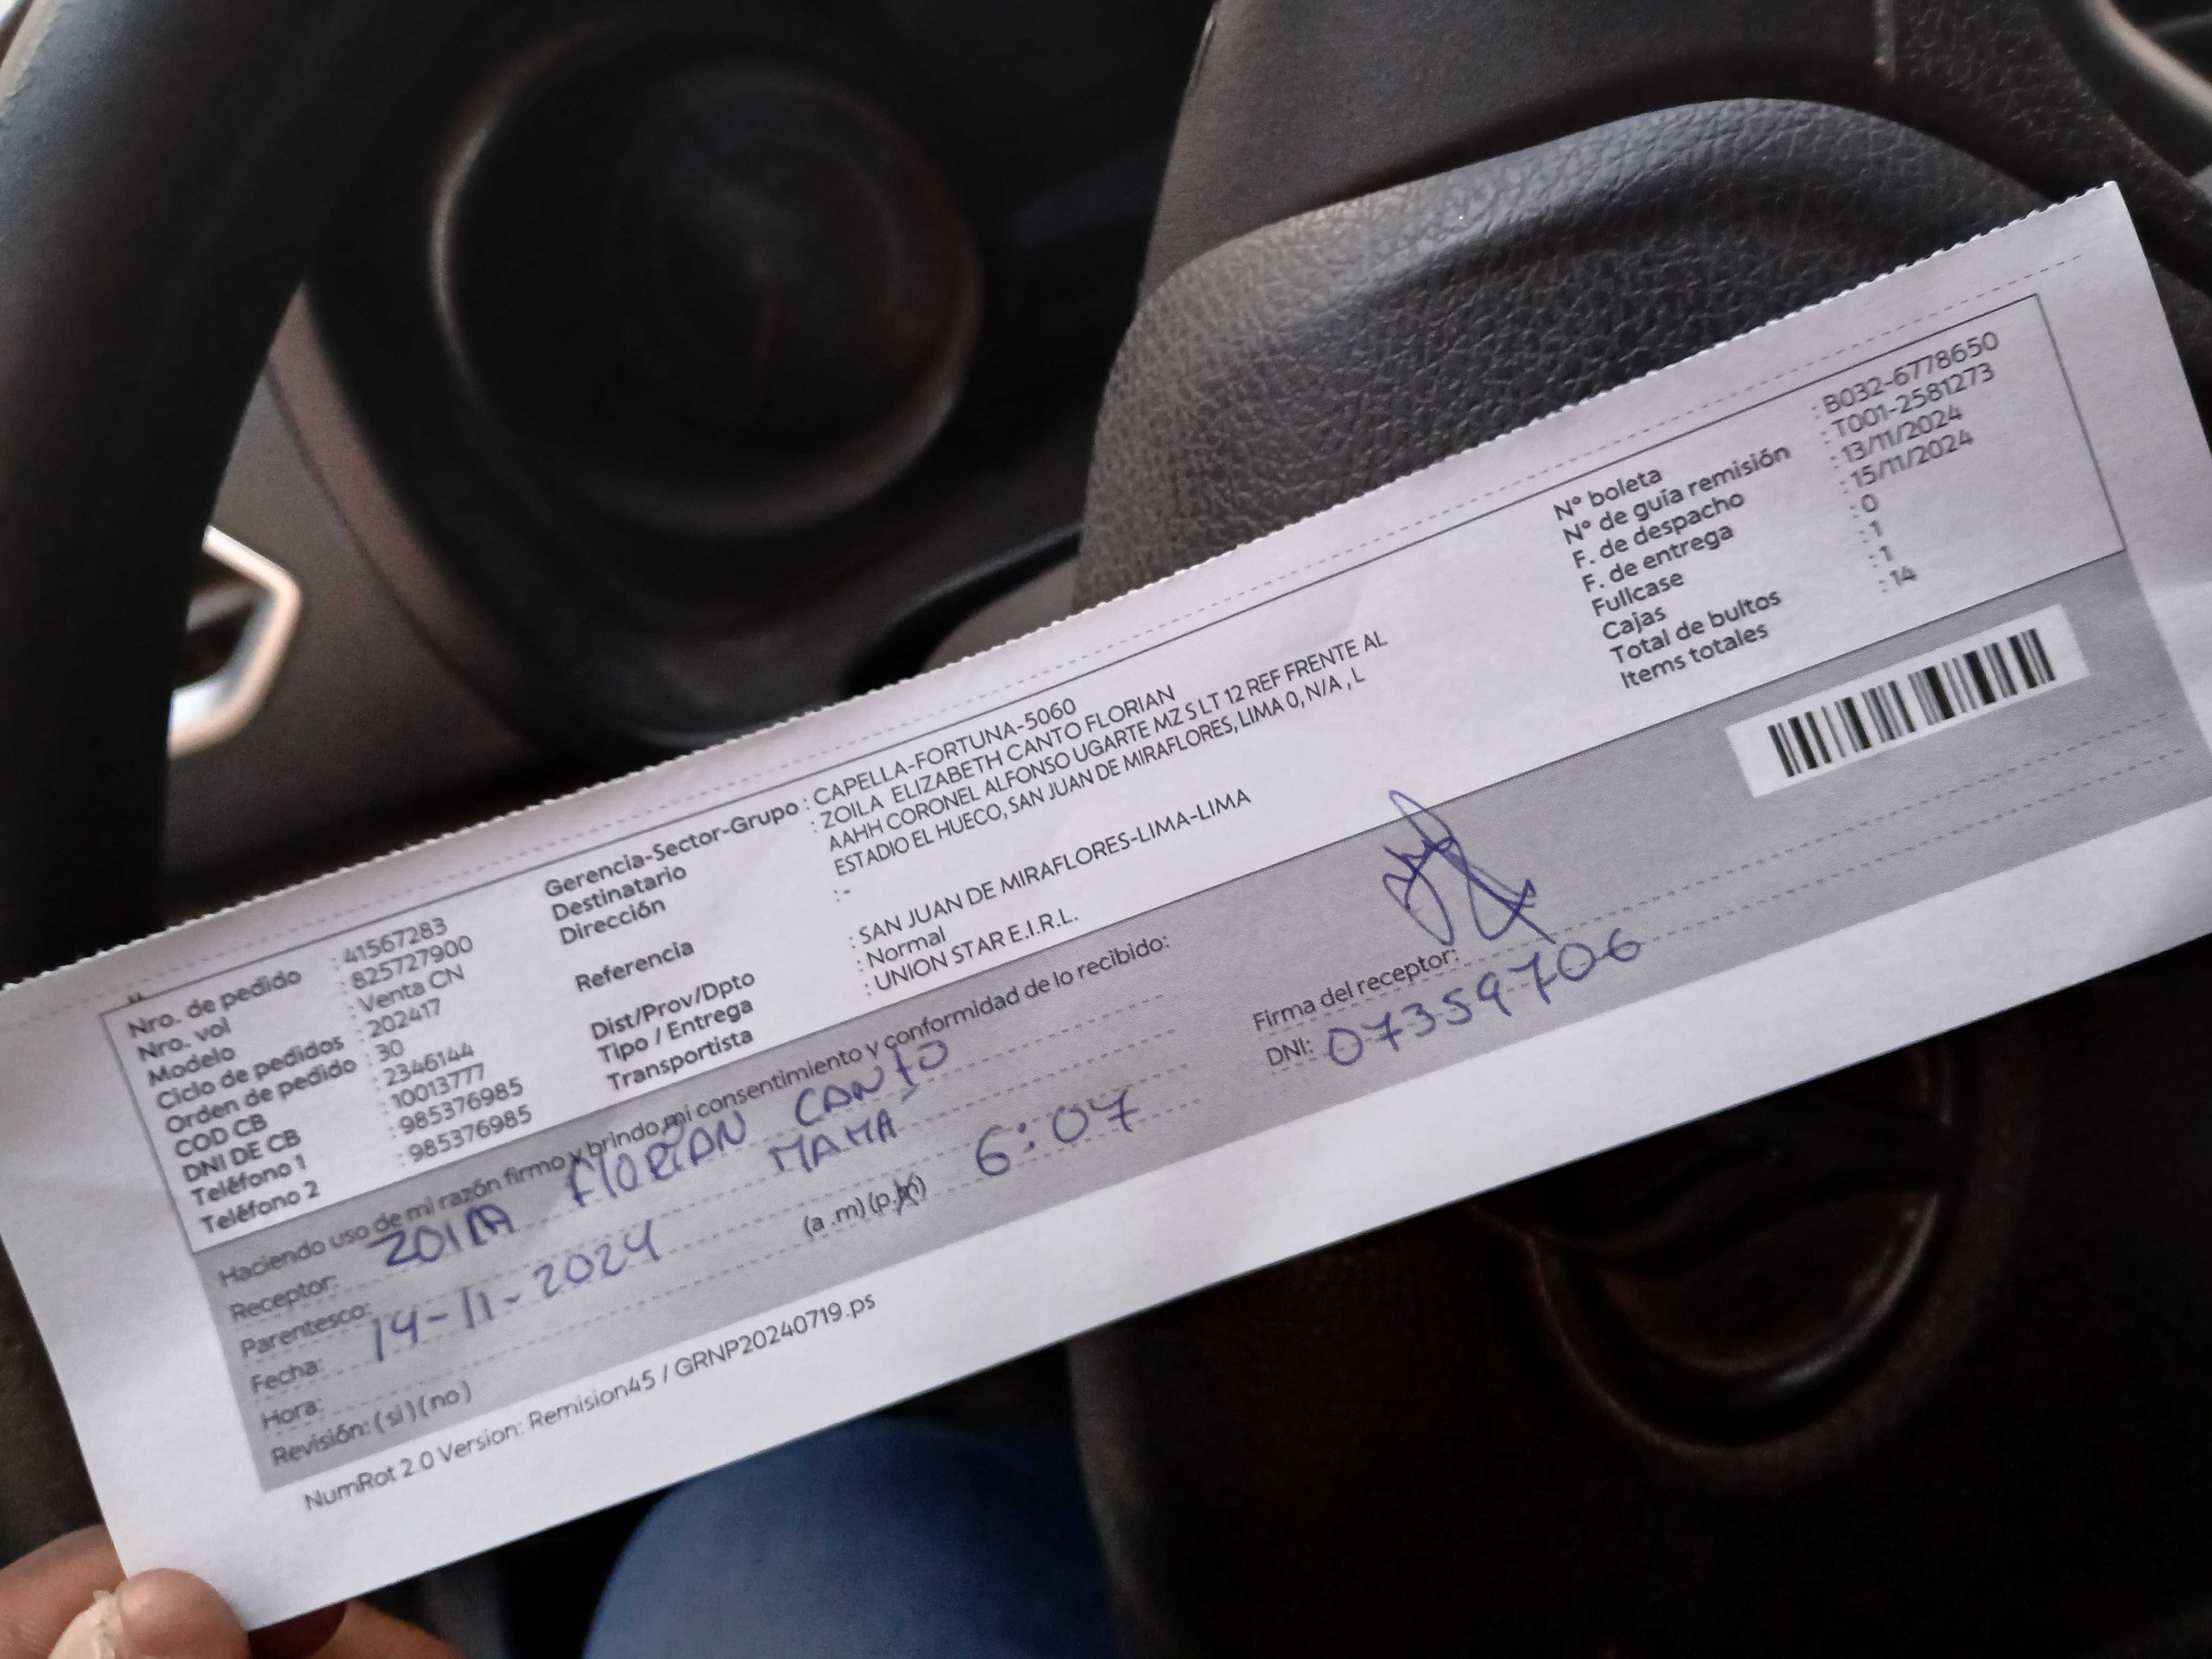 Nro. de pedido : 41567283
Nro. vol : 825727900
Modelo : Venta CN
Ciclo de pedidos : 202417
Orden de pedido : 30
COD CB : 2346144
DNI DE CB : 10013777
Teléfono 1 : 985376985
Teléfono 2 : 985376985
Gerencia-Sector-Grupo : CAPELLA-FORTUNA-5060
Destinatario : ZOILA ELIZABETH CANTO FLORIAN
Dirección AAHH CORONEL ALFONSO UGARTE MZ S LT 12 REF FRENTE AL
ESTADIO EL HUECO, SAN JUAN DE MIRAFLORES, LIMA 0, N/A , L
Referencia : -
Dist/Prov/Dpto : SAN JUAN DE MIRAFLORES-LIMA-LIMA
Tipo / Entrega : Normal
Transportista : UNION STAR E.I.R.L.
N° boleta : B032-6778650
N° de guía remisión : T001-2581273
F. de despacho : 13/11/2024
F. de entrega : 15/11/2024
Fullcase : 0
Cajas : 1
Total de bultos : 1
Items totales : 14
Haciendo uso de mi razón firmo y brindo mi consentimiento y conformidad de lo recibido:
Receptor: ZOILA FLORIAN CANTO
Parentesco: MAMA
Fecha: 14-11-2024
Hora: (a .m) (p.m) 6:07
Revisión: (si) (no)
Firma del receptor:
DNI: 07359706
NumRot 2.0 Version: Remision45 / GRNP20240719.ps